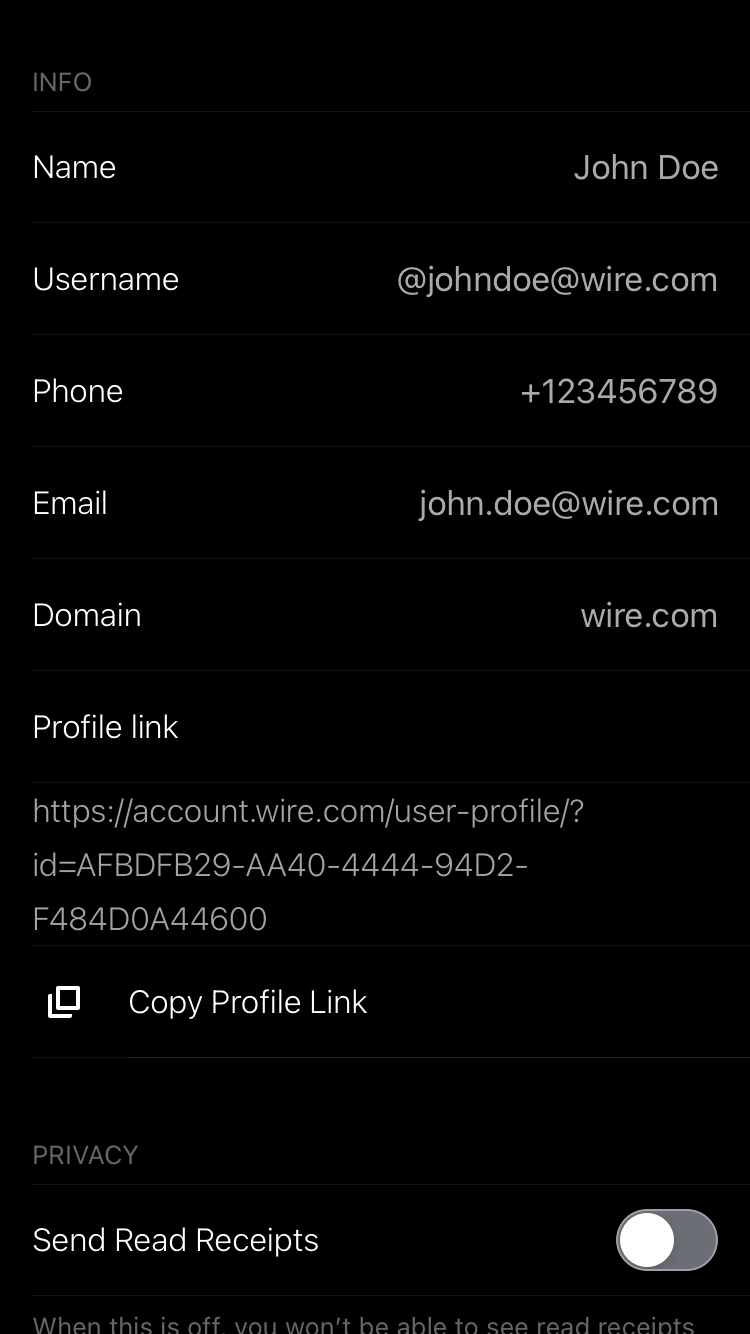 INFO
Name John Doe
Username @johndoe@wire.com
Phone +123456789
Email john.doe@wire.com
Domain wire.com
Profile link
https://account.wire.com/user-profile/?
id=AFBDFB29-AA40-4444-94D2-
F484D0A44600
Copy Profile Link
PRIVACY
Send Read Receipts
When this is off, you won’t be able to see read receipts